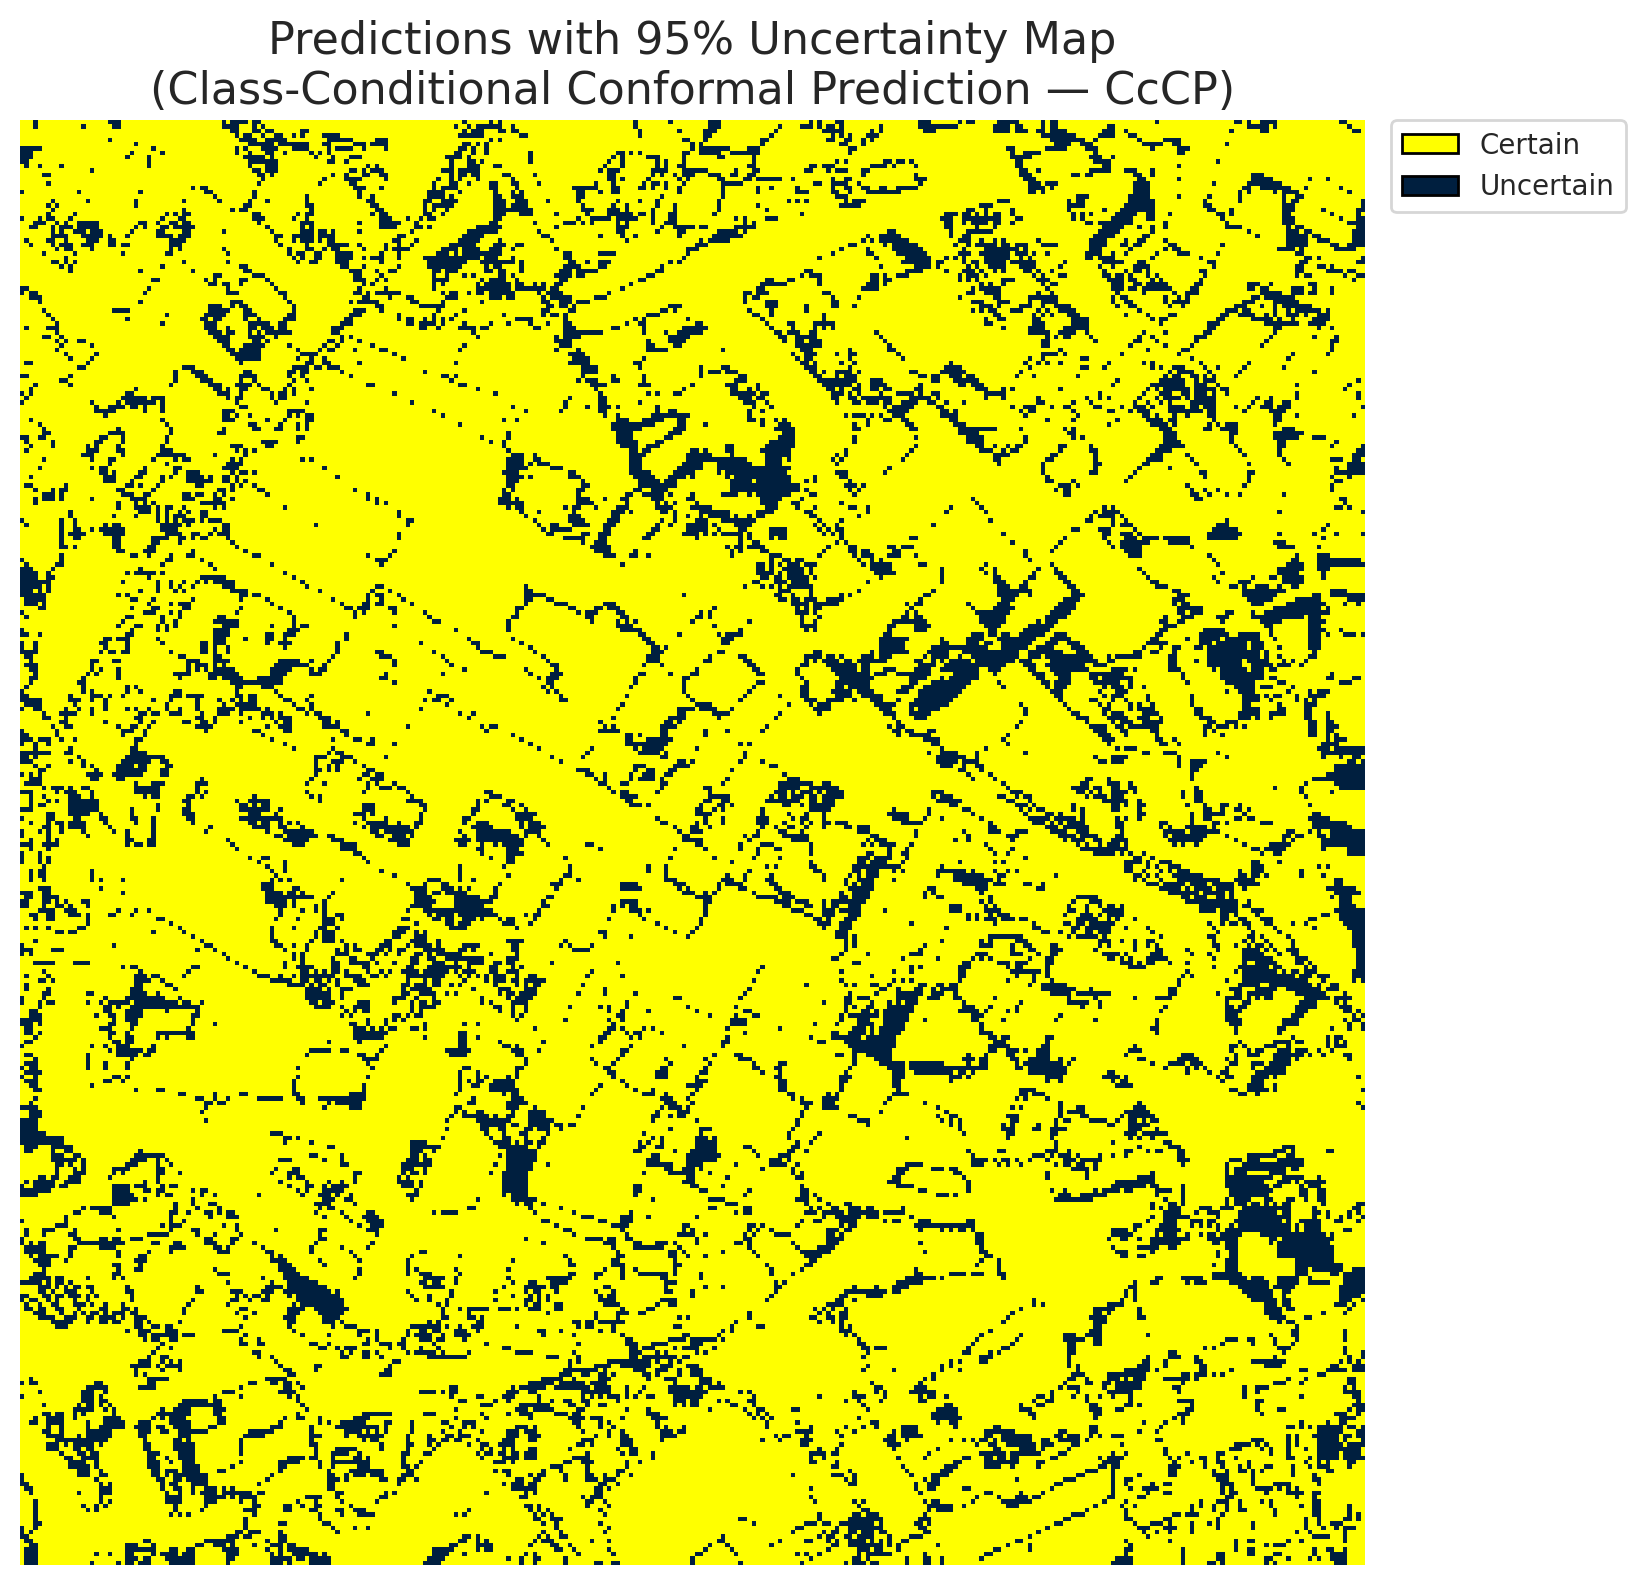 Predictions with 95% Uncertainty Map
(Class-Conditional Conformal Prediction — CcCP)
Certain
Uncertain